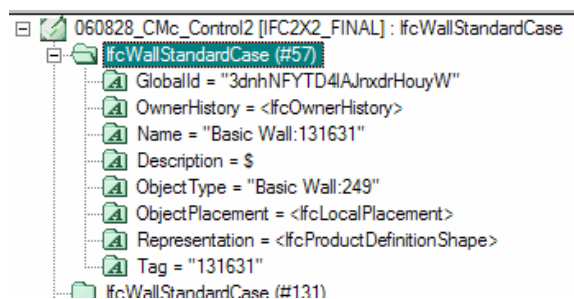 060828_CMc_Control2 [IFC2X2_FINAL] : IfcWallStandardCase
IfcWallStandardCase (#57)
GlobalId = "3dnhNFYTD4IAJnxdrHouyW"
OwnerHistory = <IfcOwnerHistory>
Name = "Basic Wall:131631"
Description = $
ObjectType = "Basic Wall:249"
ObjectPlacement = <IfcLocalPlacement>
Representation = <IfcProductDefinitionShape>
Tag = "131631"
IfcWallStandardCase (#131)